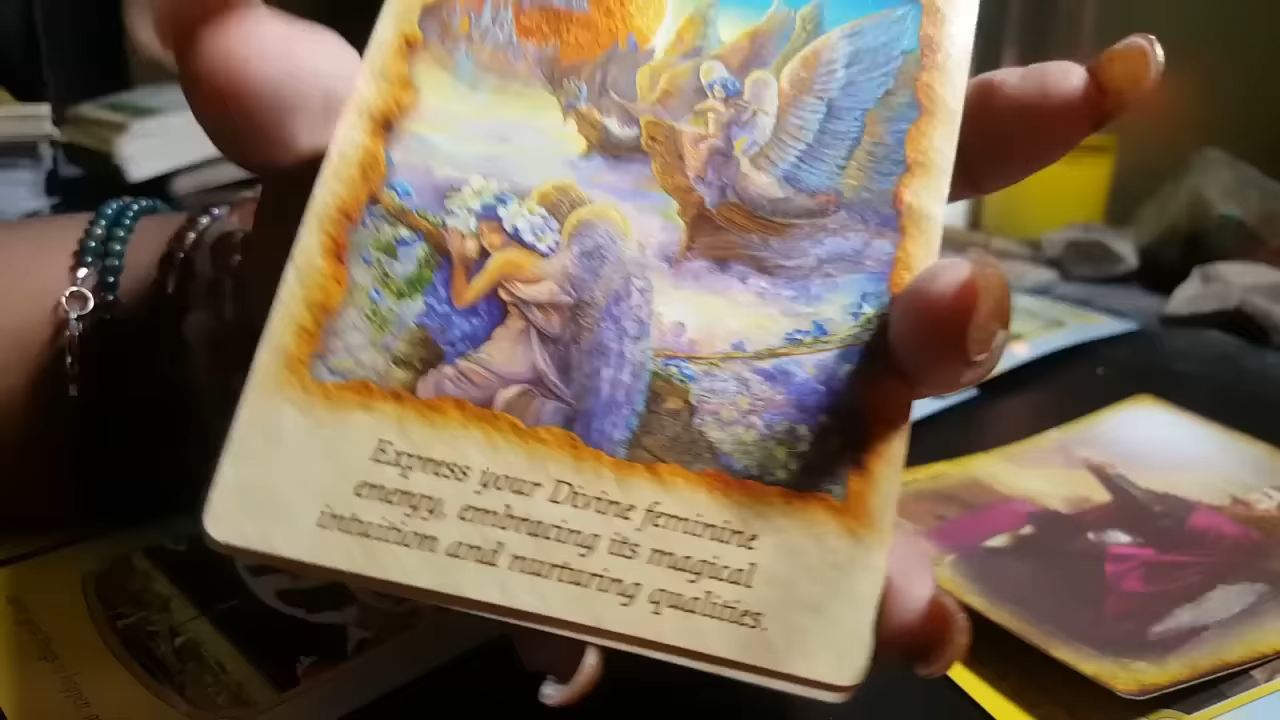 Express your Divine feminine
energy, embracing its magical
intuition and nurturing qualities.